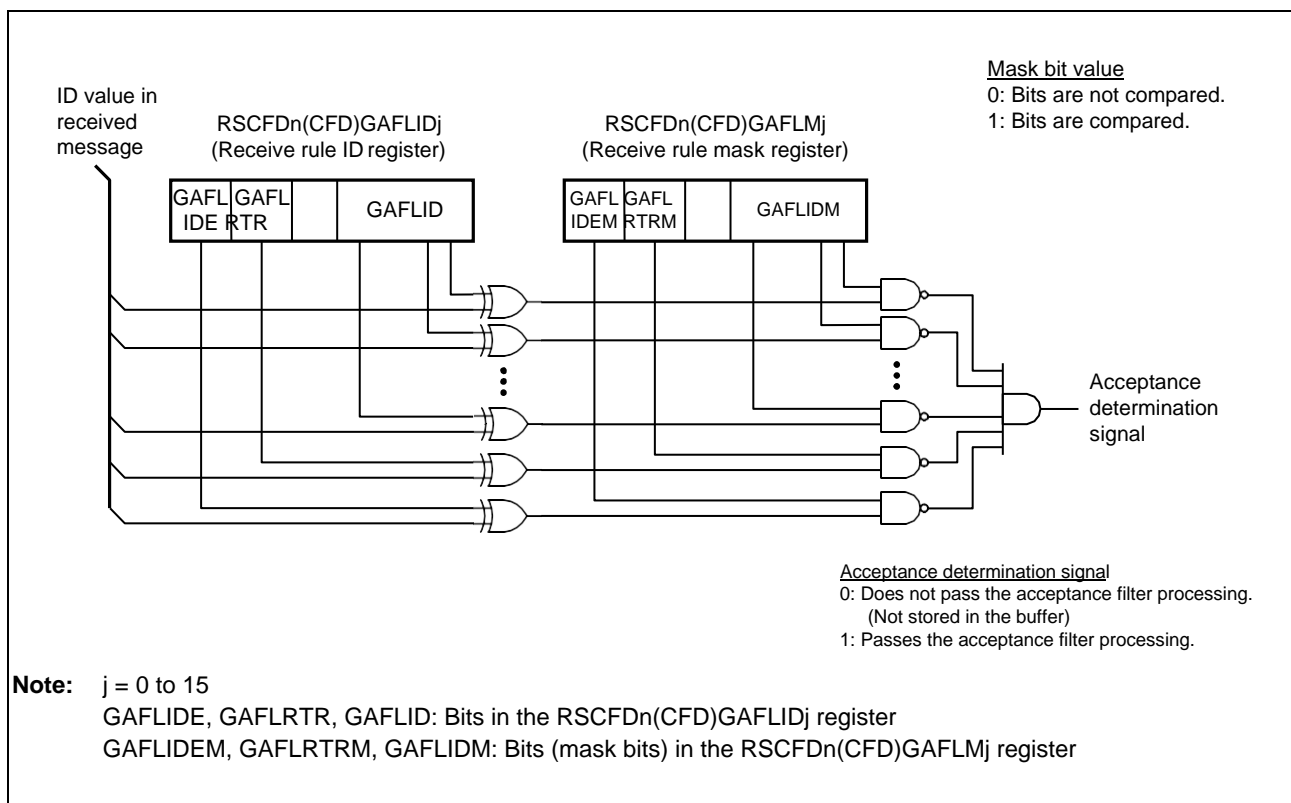 Mask bit value
0: Bits are not compared.
1: Bits are compared.
ID value in
received
message
RSCFDn(CFD)GAFLIDj
(Receive rule ID register)
RSCFDn(CFD)GAFLMj
(Receive rule mask register)
GAFL GAFL
IDE RTR
GAFLID
GAFL GAFL
IDEM RTRM
GAFLIDM
Acceptance
determination
signal
Acceptance determination signal
0: Does not pass the acceptance filter processing.
(Not stored in the buffer)
1: Passes the acceptance filter processing.
Note: j = 0 to 15
GAFLIDE, GAFLRTR, GAFLID: Bits in the RSCFDn(CFD)GAFLIDj register
GAFLIDEM, GAFLRTRM, GAFLIDM: Bits (mask bits) in the RSCFDn(CFD)GAFLMj register